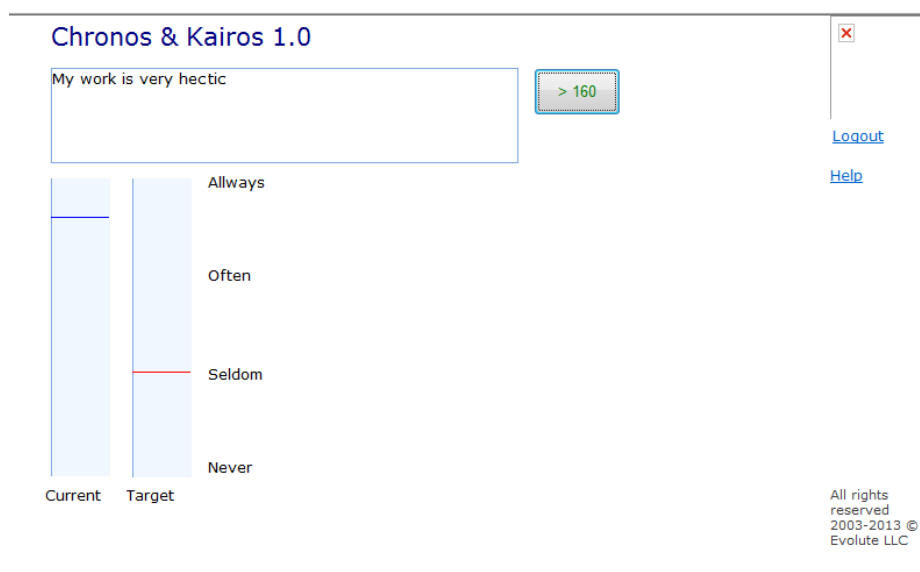 Chronos & Kairos 1.0
My work is very hectic
> 160
Logout
Help
Allways
Often
Seldom
Never
Current
Target
All rights
reserved
2003-2013 ©
Evolute LLC